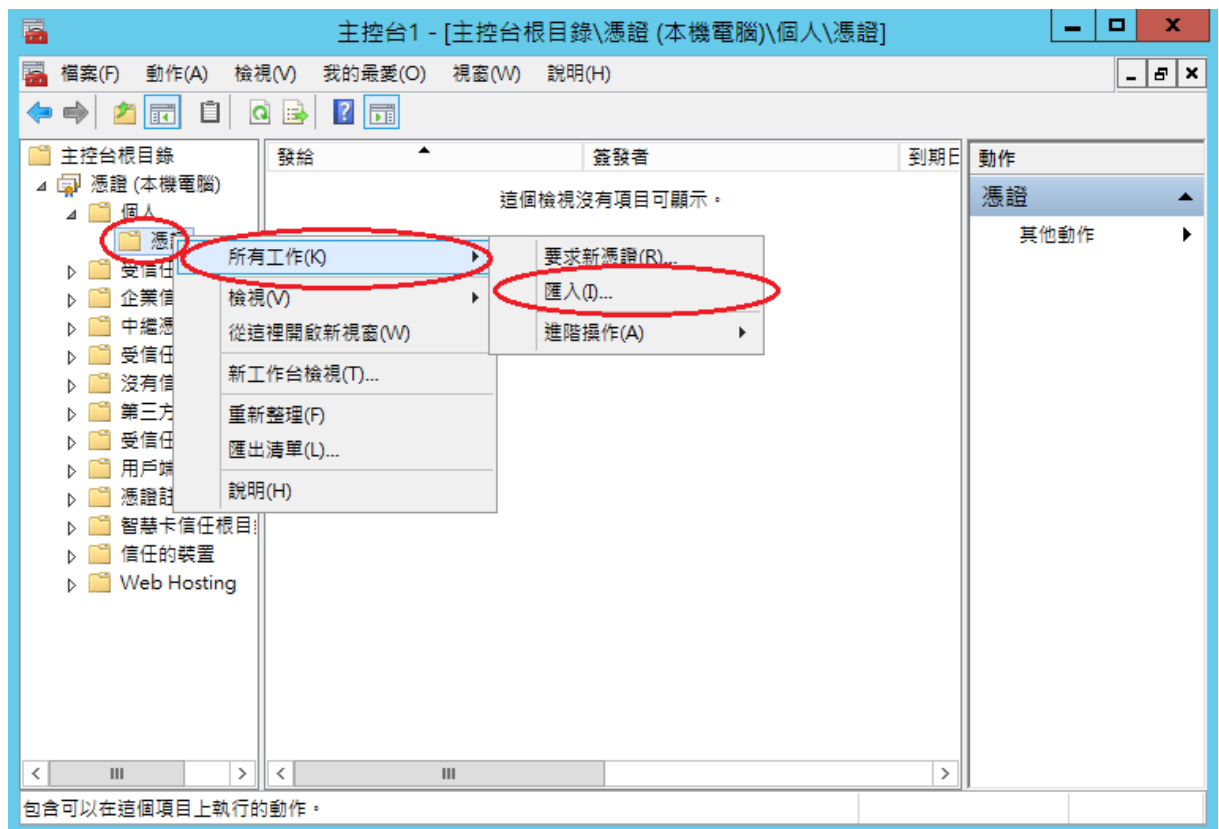 主控台1 - [主控台根目錄\憑證 (本機電腦)\個人\憑證]
檔案(F) 動作(A) 檢視(V) 我的最愛(O) 視窗(W) 說明(H)
主控台根目錄
憑證 (本機電腦)
個人
憑
受信任
企業信
中繼憑
受信任
沒有信
第三方
受信任
用戶端
憑證註
智慧卡信任根目
信任的裝置
Web Hosting
發給 簽發者 到期日
這個檢視沒有項目可顯示。
所有工作(K)
檢視(V)
從這裡開啟新視窗(W)
新工作台檢視(T)...
重新整理(F)
匯出清單(L)...
說明(H)
要求新憑證(R)...
匯入(I)...
進階操作(A)
動作
憑證
其他動作
包含可以在這個項目上執行的動作。